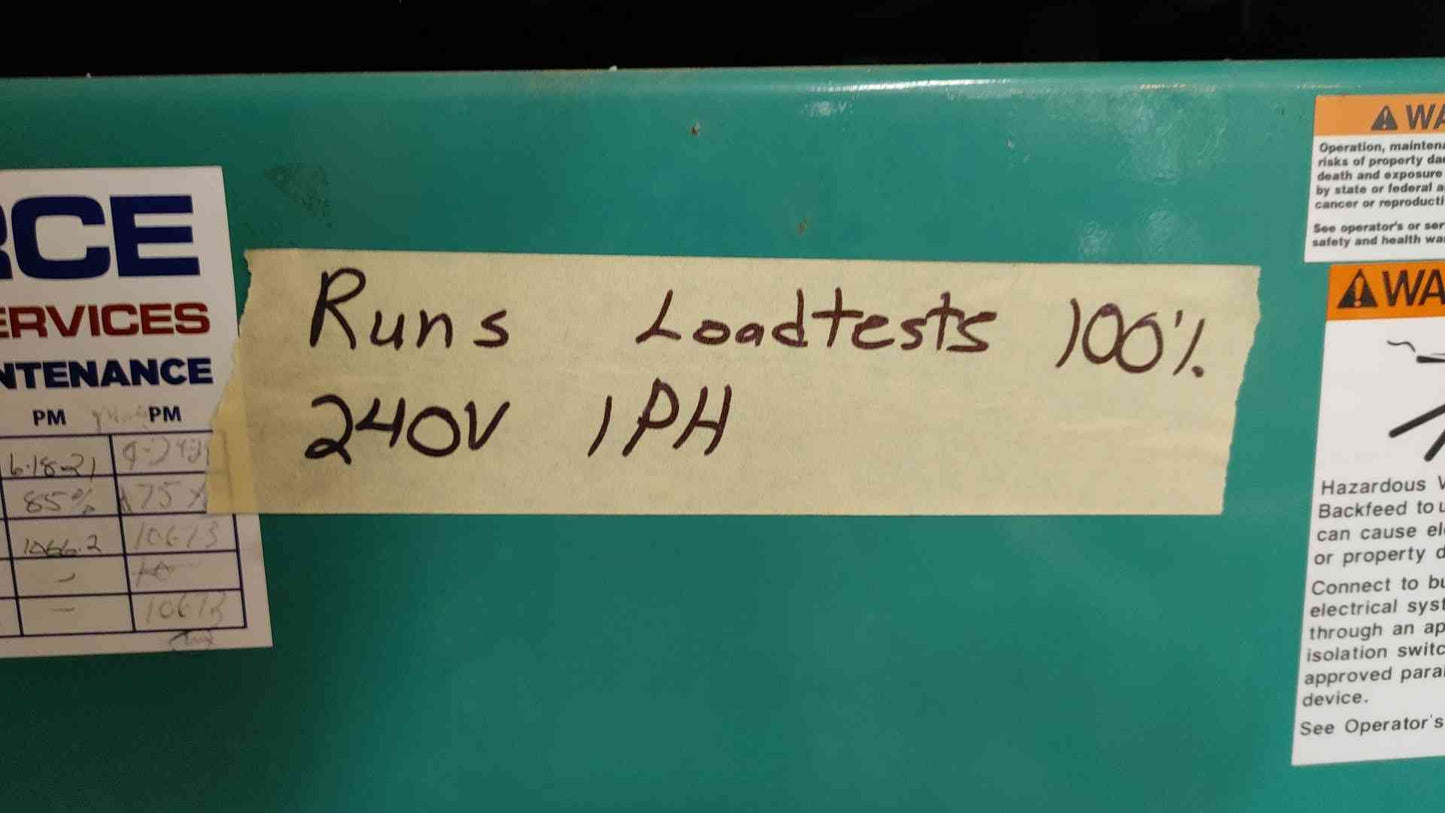 RCE
ERVICES
NTENANCE
PM PM
6-18-21
85% 75%
1066.2 1067.3
-
- 1067.3
Runs Loadtests 100%
240V 1PH
WA
Operation, maintena
risks of property da
death and exposure
by state or federal a
cancer or reproducti
See operator's or ser
safety and health wa
WA
Hazardous V
Backfeed to u
can cause el
or property d
Connect to bu
electrical syst
through an ap
isolation switc
approved para
device.
See Operator's